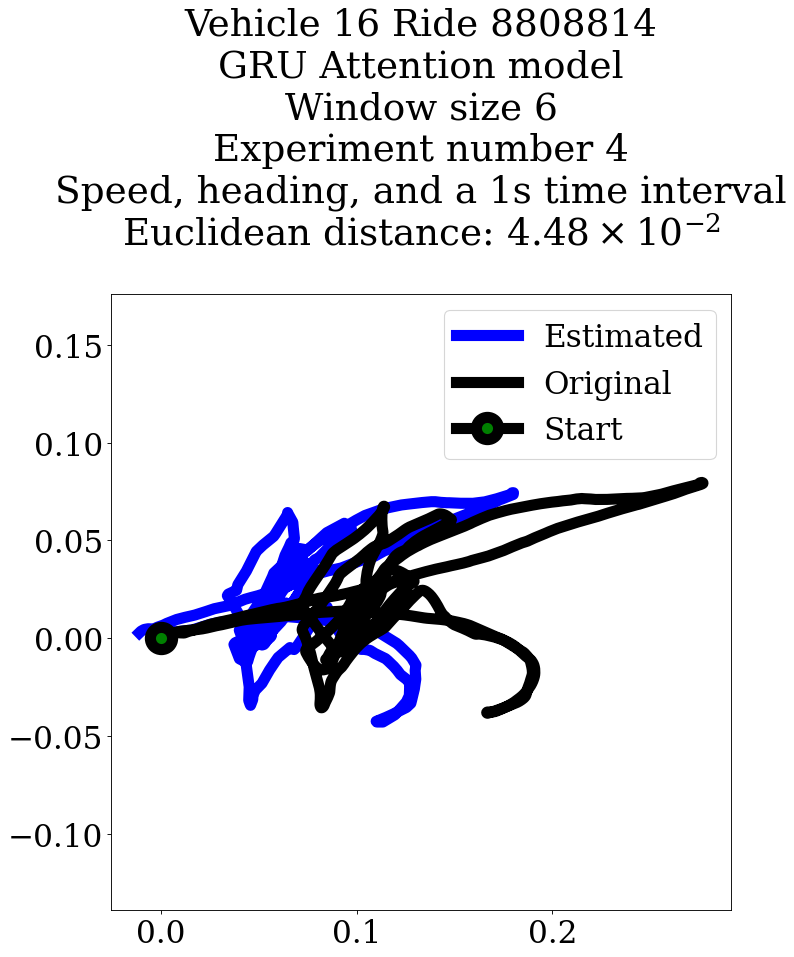 Vehicle 16 Ride 8808814
GRU Attention model
Window size 6
Experiment number 4
Speed, heading, and a 1s time interval
Euclidean distance: 4.48 × 10⁻²
Estimated
Original
Start
0.15
0.10
0.05
0.00
−0.05
−0.10
0.0
0.1
0.2